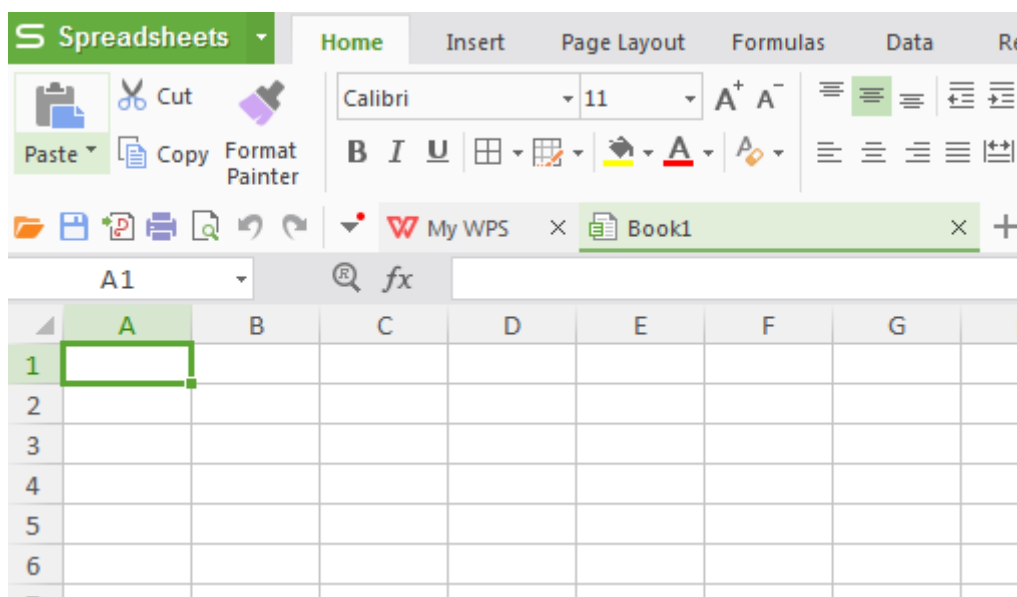 Spreadsheets Home Insert Page Layout Formulas Data
Cut Calibri 11 A+ A-
Paste Copy Format Painter B I U A
My WPS Book1
A1 fx
A B C D E F G
1
2
3
4
5
6